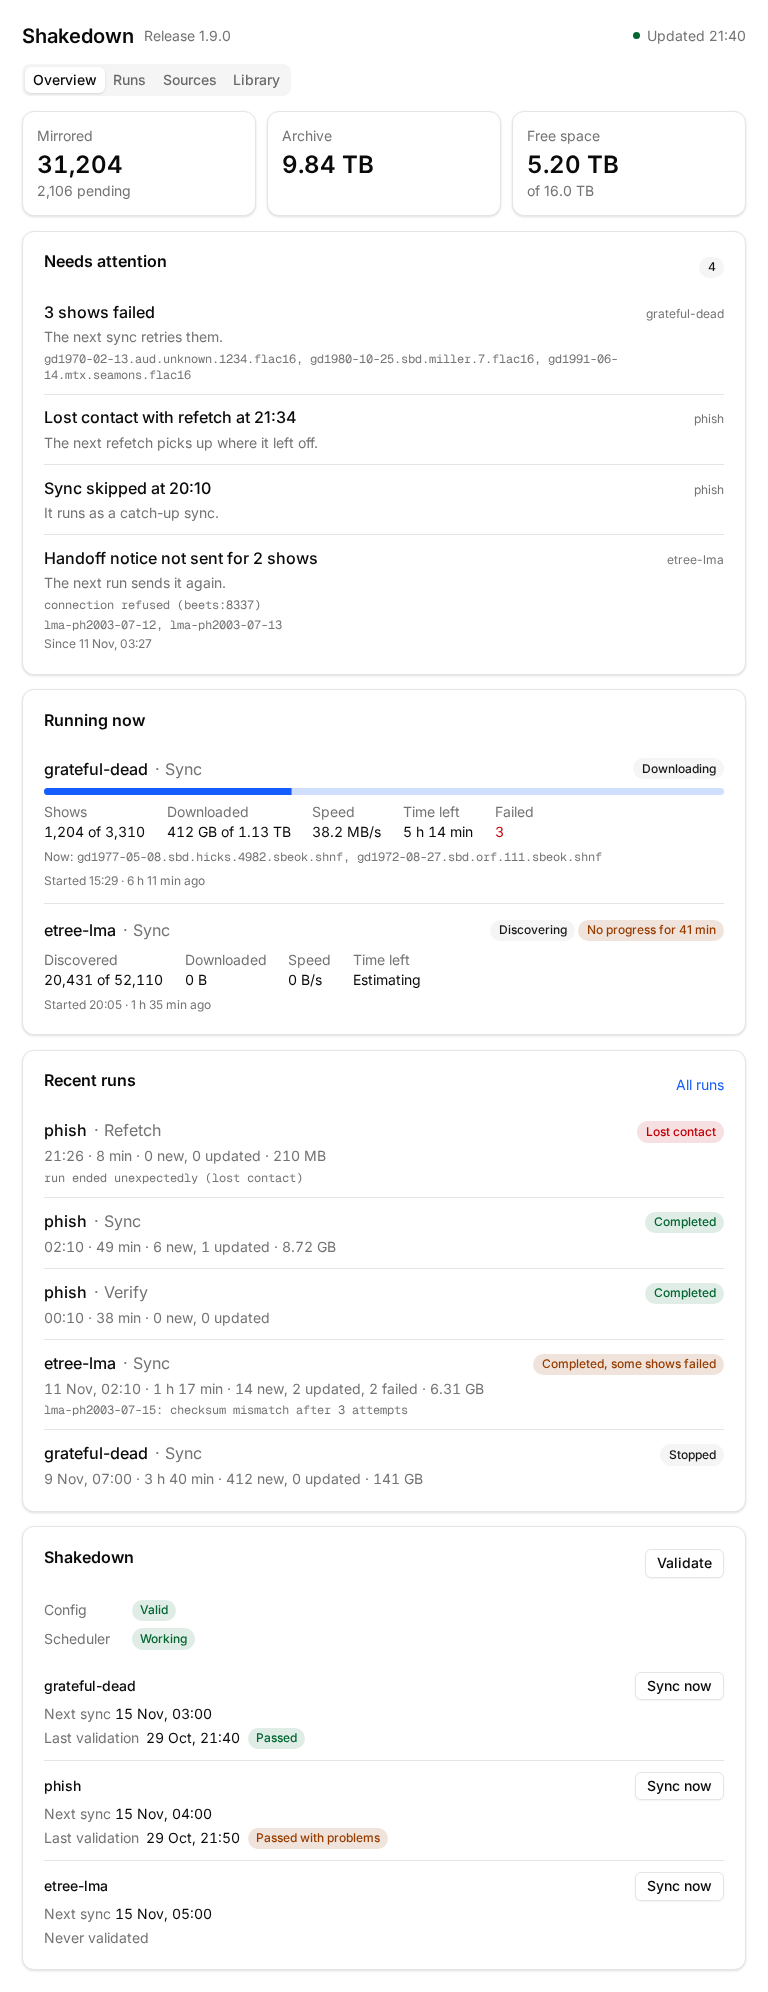 Shakedown Release 1.9.0
Updated 21:40
Overview Runs Sources Library
Mirrored
31,204
2,106 pending
Archive
9.84 TB
Free space
5.20 TB
of 16.0 TB
Needs attention
4
3 shows failed
grateful-dead
The next sync retries them.
gd1970-02-13.aud.unknown.1234.flac16, gd1980-10-25.sbd.miller.7.flac16, gd1991-06-
14.mtx.seamons.flac16
Lost contact with refetch at 21:34
phish
The next refetch picks up where it left off.
Sync skipped at 20:10
phish
It runs as a catch-up sync.
Handoff notice not sent for 2 shows
etree-lma
The next run sends it again.
connection refused (beets:8337)
lma-ph2003-07-12, lma-ph2003-07-13
Since 11 Nov, 03:27
Running now
grateful-dead · Sync
Downloading
Shows Downloaded Speed Time left Failed
1,204 of 3,310 412 GB of 1.13 TB 38.2 MB/s 5 h 14 min 3
Now: gd1977-05-08.sbd.hicks.4982.sbeok.shnf, gd1972-08-27.sbd.orf.111.sbeok.shnf
Started 15:29 · 6 h 11 min ago
etree-lma · Sync
Discovering No progress for 41 min
Discovered Downloaded Speed Time left
20,431 of 52,110 0 B 0 B/s Estimating
Started 20:05 · 1 h 35 min ago
Recent runs
All runs
phish · Refetch
Lost contact
21:26 · 8 min · 0 new, 0 updated · 210 MB
run ended unexpectedly (lost contact)
phish · Sync
Completed
02:10 · 49 min · 6 new, 1 updated · 8.72 GB
phish · Verify
Completed
00:10 · 38 min · 0 new, 0 updated
etree-lma · Sync
Completed, some shows failed
11 Nov, 02:10 · 1 h 17 min · 14 new, 2 updated, 2 failed · 6.31 GB
lma-ph2003-07-15: checksum mismatch after 3 attempts
grateful-dead · Sync
Stopped
9 Nov, 07:00 · 3 h 40 min · 412 new, 0 updated · 141 GB
Shakedown
Validate
Config Valid
Scheduler Working
grateful-dead
Sync now
Next sync 15 Nov, 03:00
Last validation 29 Oct, 21:40 Passed
phish
Sync now
Next sync 15 Nov, 04:00
Last validation 29 Oct, 21:50 Passed with problems
etree-lma
Sync now
Next sync 15 Nov, 05:00
Never validated